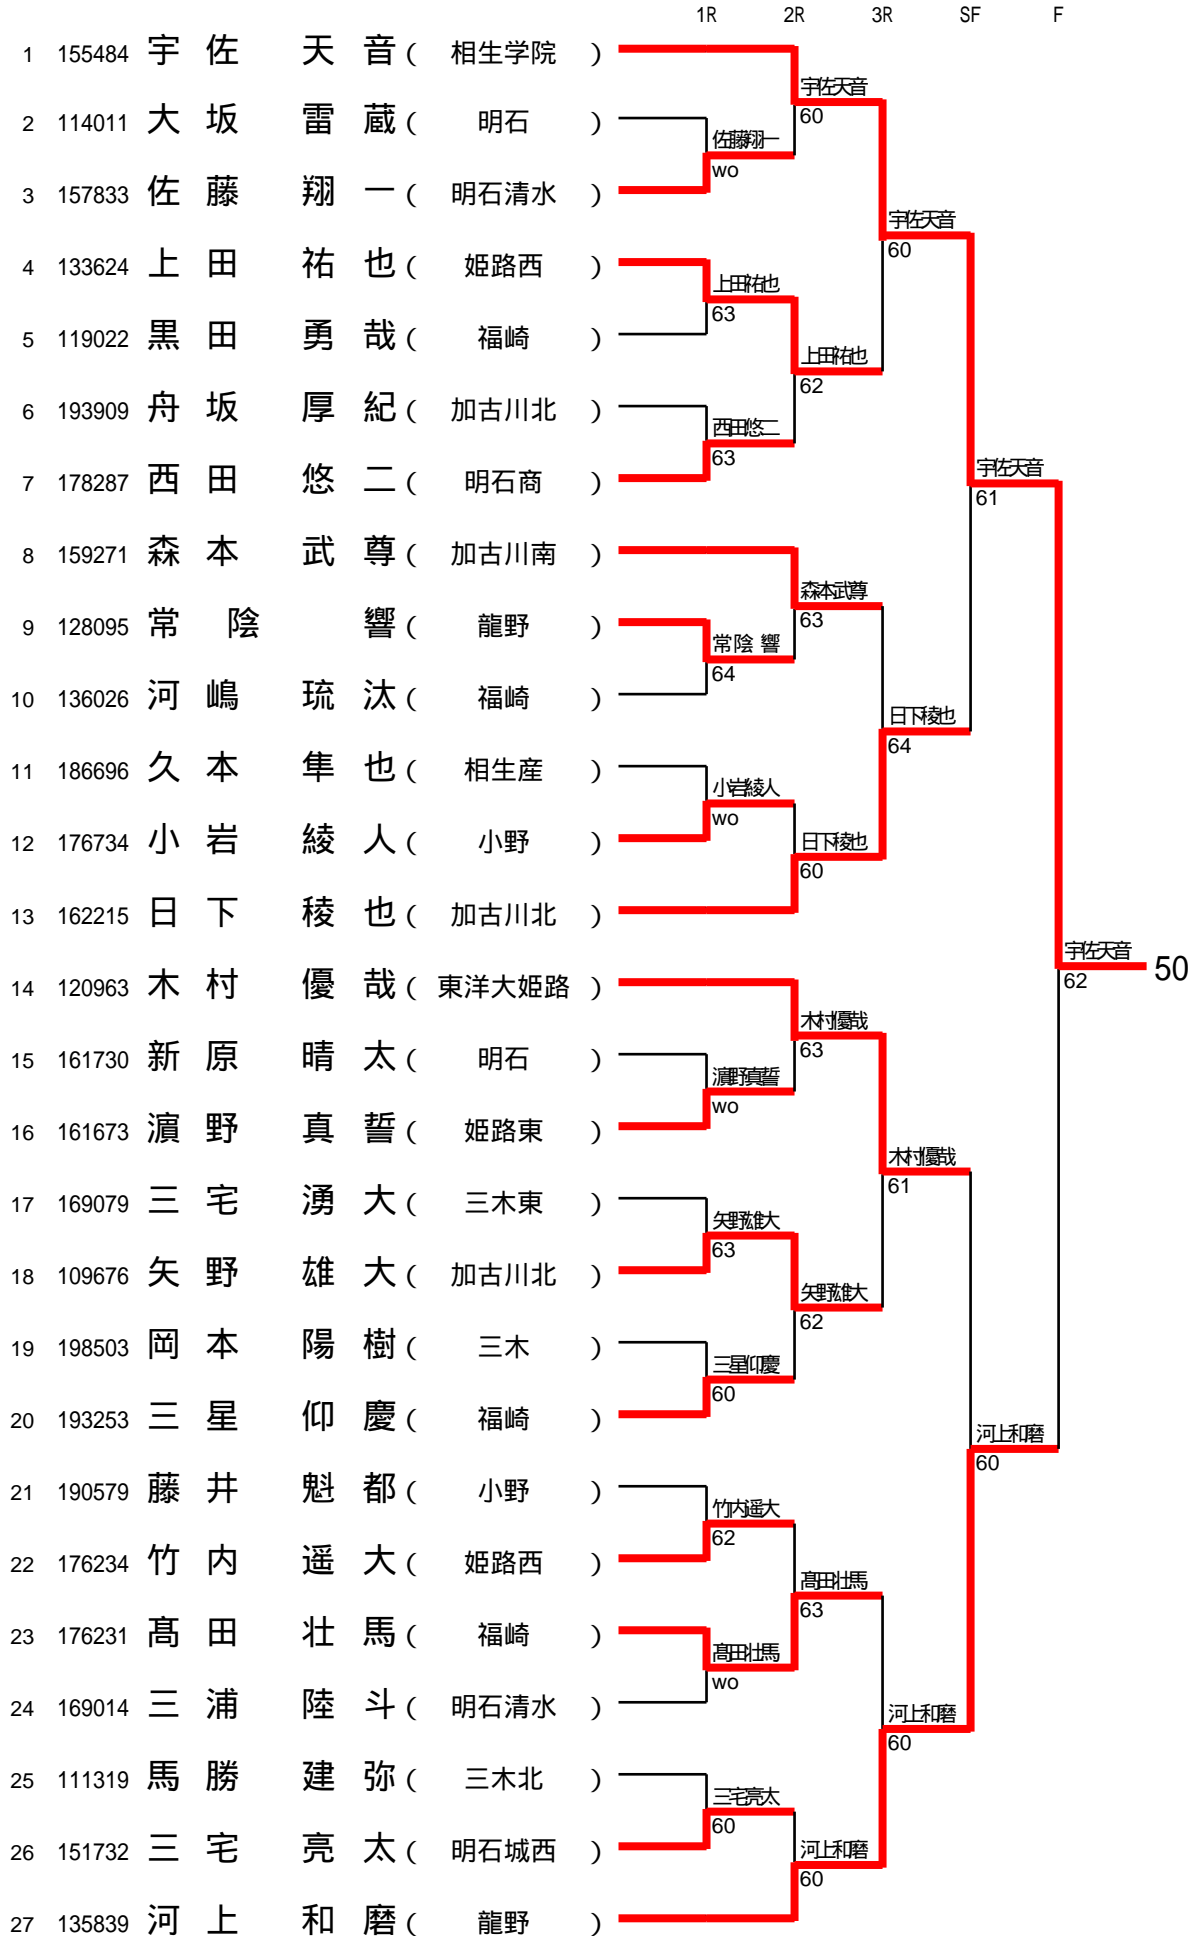 1R 2R 3R SF F
1 155484 宇佐 天音 ( 相生学院 )
宇佐天音
60
2 114011 大坂 雷蔵 ( 明石 )
佐藤翔一
wo
3 157833 佐藤 翔一 ( 明石清水 )
宇佐天音
60
4 133624 上田 祐也 ( 姫路西 )
上田祐也
63
5 119022 黒田 勇哉 ( 福崎 )
上田祐也
62
6 193909 舟坂 厚紀 ( 加古川北 )
西田悠二
63
7 178287 西田 悠二 ( 明石商 )
宇佐天音
61
8 159271 森本 武尊 ( 加古川南 )
森本武尊
63
9 128095 常陰 響 ( 龍野 )
常陰 響
64
10 136026 河嶋 琉汰 ( 福崎 )
日下稜也
64
11 186696 久本 隼也 ( 相生産 )
小岩綾人
wo
12 176734 小岩 綾人 ( 小野 )
日下稜也
60
13 162215 日下 稜也 ( 加古川北 )
宇佐天音
62
50
14 120963 木村 優哉 ( 東洋大姫路 )
木村優哉
63
15 161730 新原 晴太 ( 明石 )
濵野真誓
wo
16 161673 濵野 真誓 ( 姫路東 )
木村優哉
61
17 169079 三宅 湧大 ( 三木東 )
矢野雄大
63
18 109676 矢野 雄大 ( 加古川北 )
矢野雄大
62
19 198503 岡本 陽樹 ( 三木 )
三星仰慶
60
20 193253 三星 仰慶 ( 福崎 )
河上和磨
60
21 190579 藤井 魁都 ( 小野 )
竹内遥大
62
22 176234 竹内 遥大 ( 姫路西 )
髙田壮馬
63
23 176231 髙田 壮馬 ( 福崎 )
髙田壮馬
wo
24 169014 三浦 陸斗 ( 明石清水 )
河上和磨
60
25 111319 馬勝 建弥 ( 三木北 )
三宅亮太
60
26 151732 三宅 亮太 ( 明石城西 )
河上和磨
60
27 135839 河上 和磨 ( 龍野 )